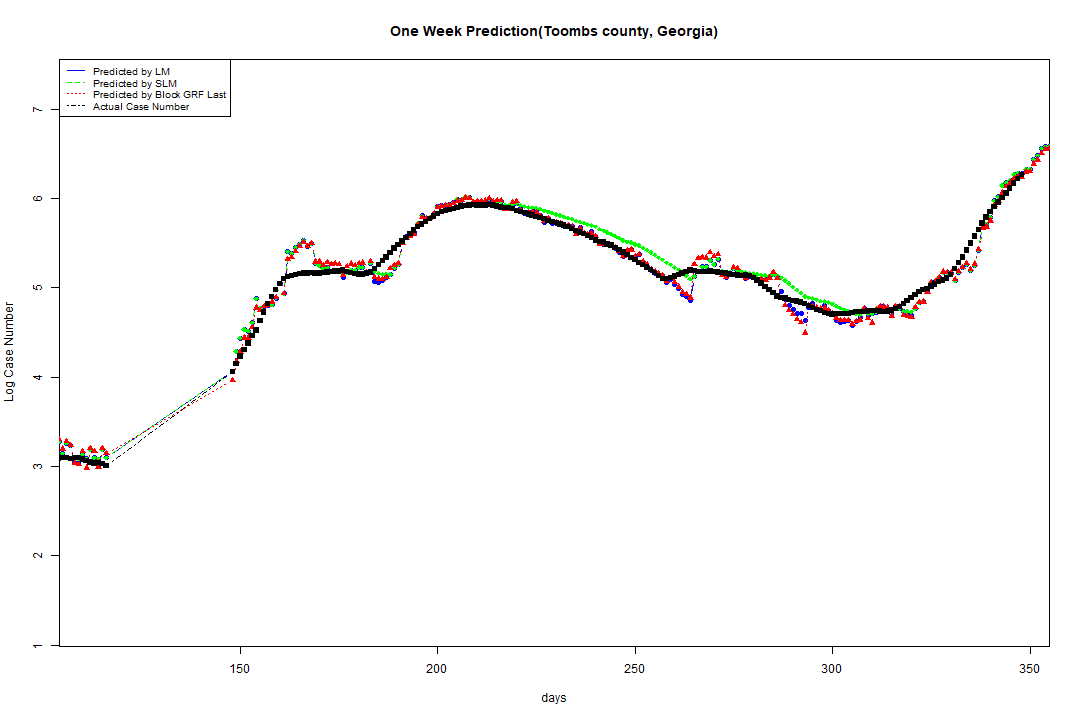 One Week Prediction(Toombs county, Georgia)
Predicted by LM
Predicted by SLM
Predicted by Block GRF Last
Actual Case Number
7
6
5
4
3
2
1
Log Case Number
150 200 250 300 350
days